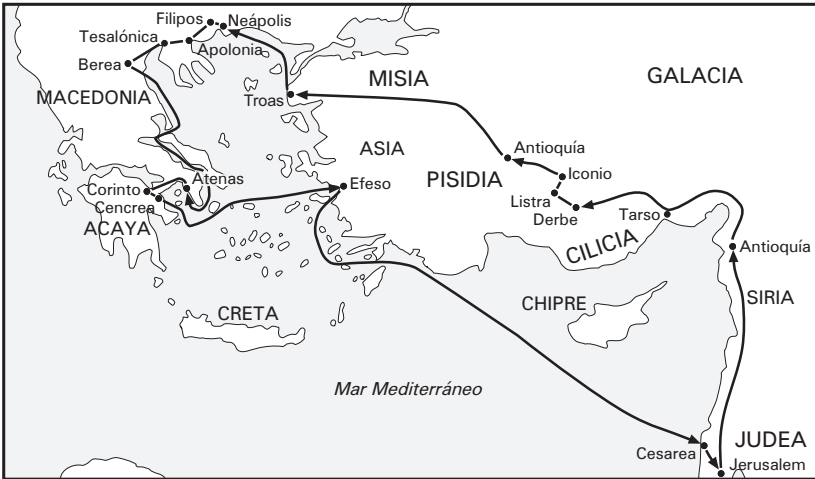 Filipos
Neápolis
Tesalónica
Apolonia
Berea
MISIA
GALACIA
MACEDONIA
Troas
ASIA
Antioquía
Iconio
PISIDIA
Atenas
Efeso
Corinto
Listra
Cencrea
Derbe
Tarso
ACAYA
CILICIA
Antioquía
CHIPRE
SIRIA
CRETA
Mar Mediterráneo
JUDEA
Cesarea
Jerusalem